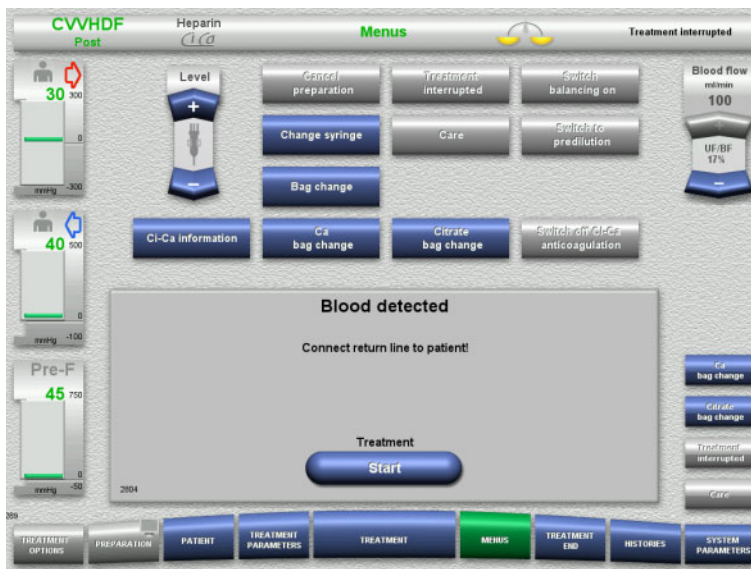 CVVHDF
Post
Heparin
CiCa
Menus
Treatment interrupted
30
300
0
mmHg
-300
Level
+
−
Cancel
preparation
Treatment
interrupted
Switch
balancing on
Change syringe
Care
Switch to
predilution
Bag change
Ci-Ca information
Ca
bag change
Citrate
bag change
Switch off Ci-Ca
anticoagulation
Blood flow
ml/min
100
+
UF/BF
17%
−
40
500
0
mmHg
-100
Pre-F
45
750
0
mmHg
-50
Blood detected
Connect return line to patient!
Treatment
Start
2804
Ca
bag change
Citrate
bag change
Treatment
interrupted
Care
289
TREATMENT
OPTIONS
PREPARATION
PATIENT
TREATMENT
PARAMETERS
TREATMENT
MENUS
TREATMENT
END
HISTORIES
SYSTEM
PARAMETERS